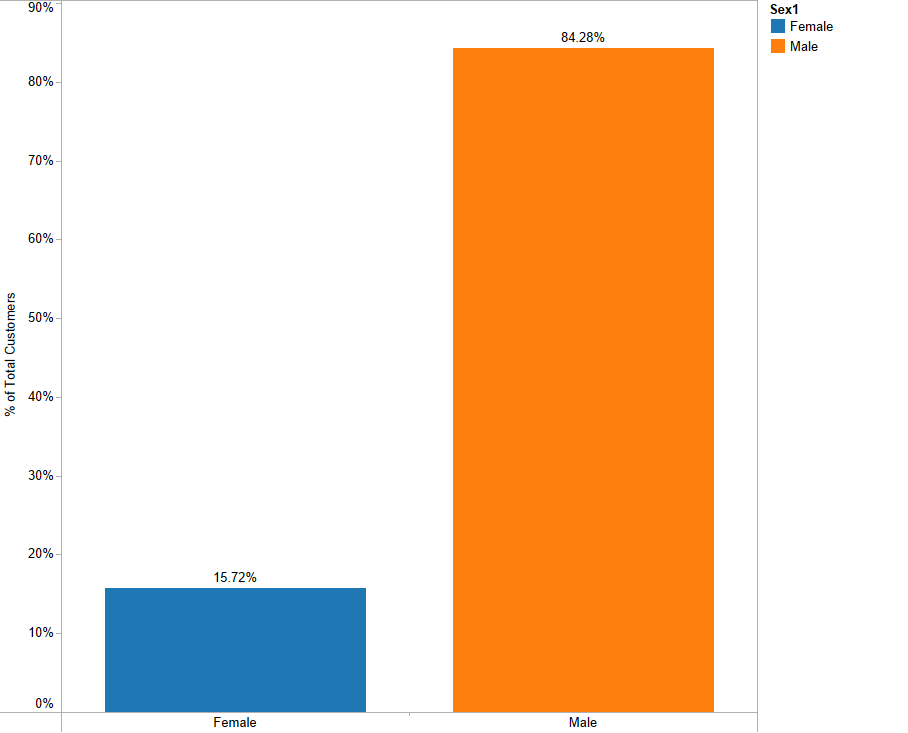 90%
80%
70%
60%
50%
40%
30%
20%
10%
0%
% of Total Customers
15.72%
84.28%
Female
Male
Sex1
Female
Male